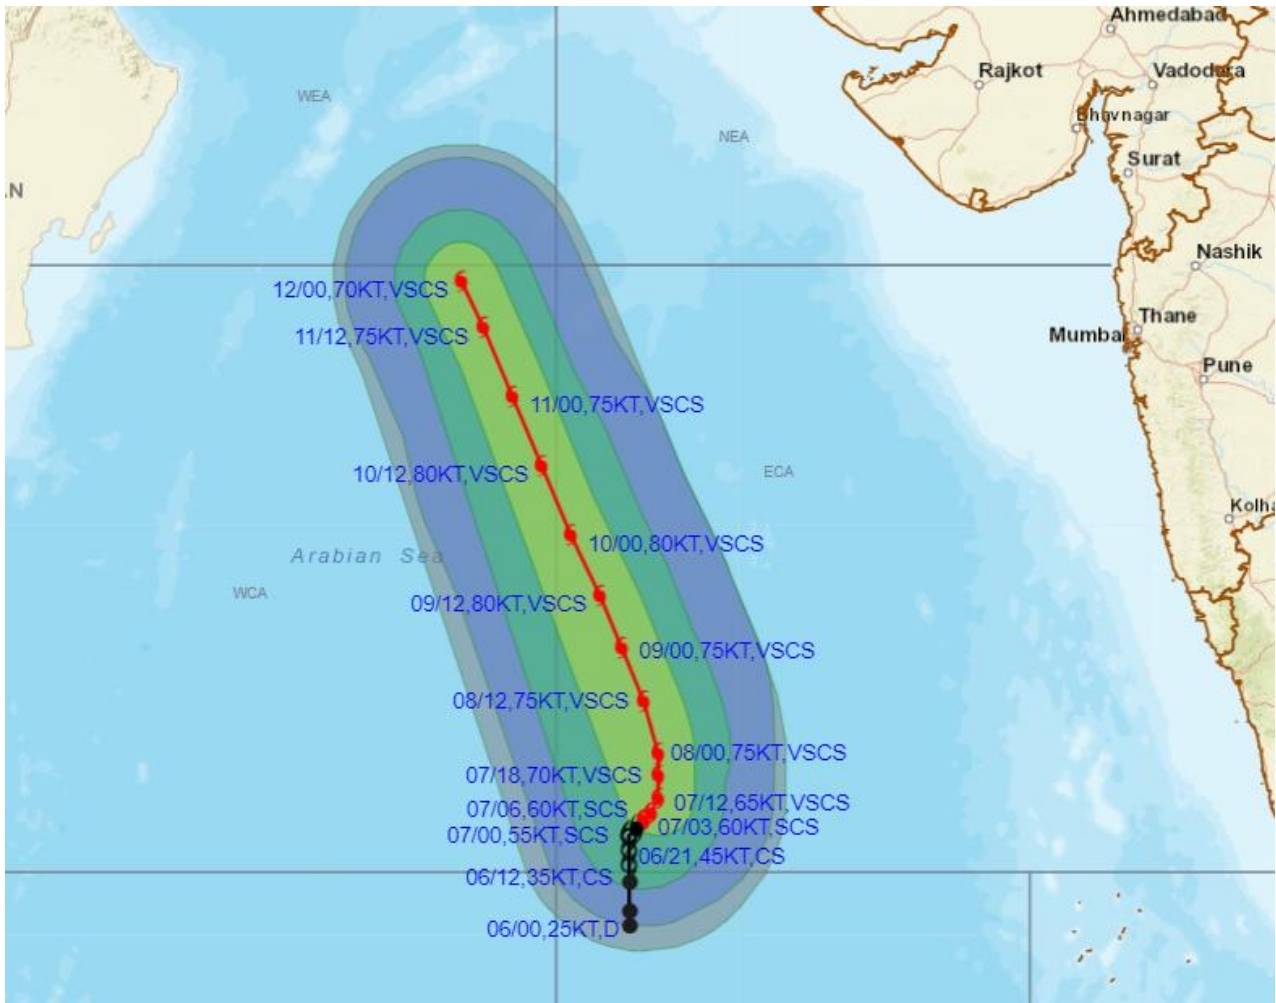 Ahmedabad
Rajkot
Vadodara
WEA
Bhavnagar
NEA
Surat
N
Nashik
12/00,70KT,VSCS
Thane
11/12,75KT,VSCS
Mumbai
Pune
11/00,75KT,VSCS
10/12,80KT,VSCS
ECA
Kolha
10/00,80KT,VSCS
Arabian Sea
WCA
09/12,80KT,VSCS
09/00,75KT,VSCS
08/12,75KT,VSCS
08/00,75KT,VSCS
07/18,70KT,VSCS
07/12,65KT,VSCS
07/06,60KT,SCS
07/03,60KT,SCS
07/00,55KT,SCS
06/21,45KT,CS
06/12,35KT,CS
06/00,25KT,D